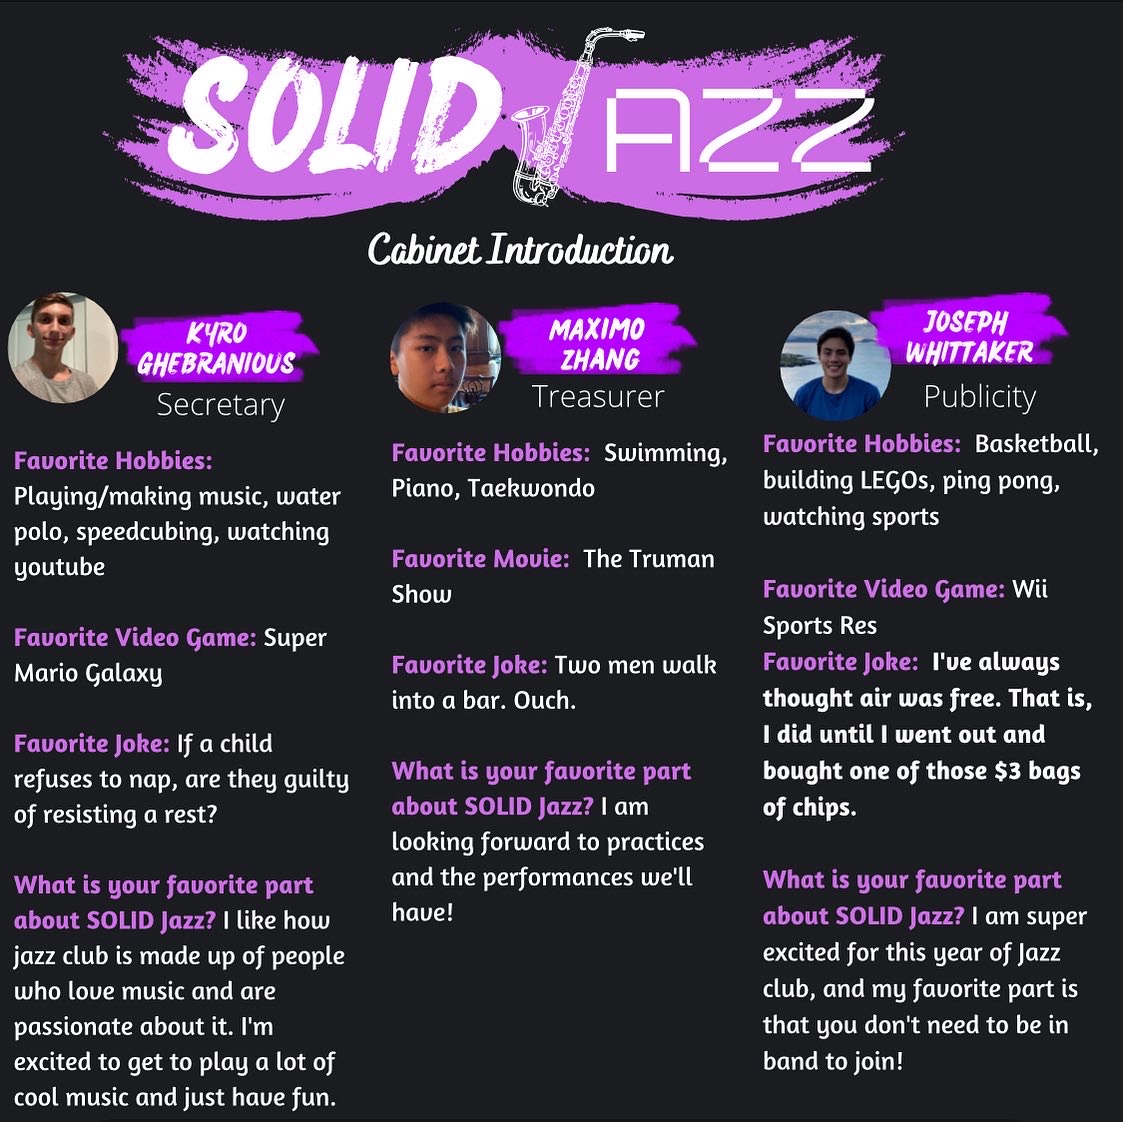 SOLID JAZZ
Cabinet Introduction
KYRO
GHEBRANIOUS
Secretary
Favorite Hobbies:
Playing/making music, water
polo, speedcubing, watching
youtube
Favorite Video Game: Super
Mario Galaxy
Favorite Joke: If a child
refuses to nap, are they guilty
of resisting a rest?
What is your favorite part
about SOLID Jazz? I like how
jazz club is made up of people
who love music and are
passionate about it. I'm
excited to get to play a lot of
cool music and just have fun.
MAXIMO
ZHANG
Treasurer
Favorite Hobbies: Swimming,
Piano, Taekwondo
Favorite Movie: The Truman
Show
Favorite Joke: Two men walk
into a bar. Ouch.
What is your favorite part
about SOLID Jazz? I am
looking forward to practices
and the performances we'll
have!
JOSEPH
WHITTAKER
Publicity
Favorite Hobbies: Basketball,
building LEGOs, ping pong,
watching sports
Favorite Video Game: Wii
Sports Res
Favorite Joke: I've always
thought air was free. That is,
I did until I went out and
bought one of those $3 bags
of chips.
What is your favorite part
about SOLID Jazz? I am super
excited for this year of Jazz
club, and my favorite part is
that you don't need to be in
band to join!